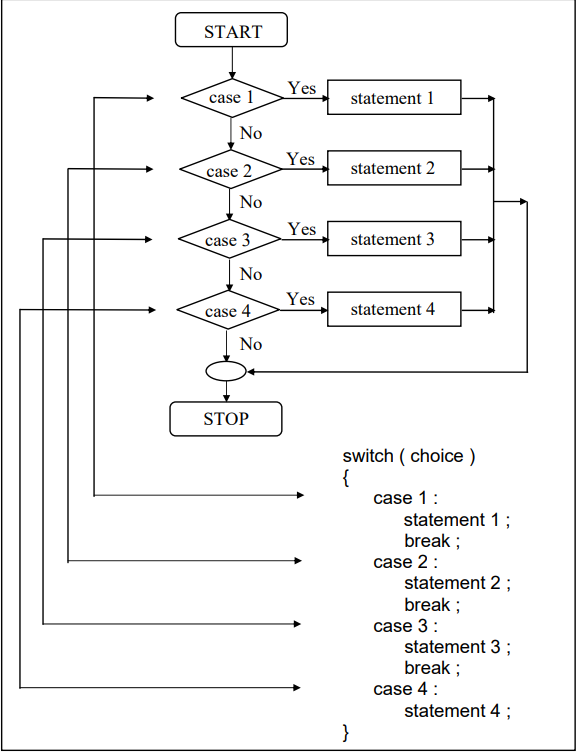 START
case 1
Yes
statement 1
No
case 2
Yes
statement 2
No
case 3
Yes
statement 3
No
case 4
Yes
statement 4
No
STOP
switch ( choice )
{
case 1 :
statement 1 ;
break ;
case 2 :
statement 2 ;
break ;
case 3 :
statement 3 ;
break ;
case 4 :
statement 4 ;
}